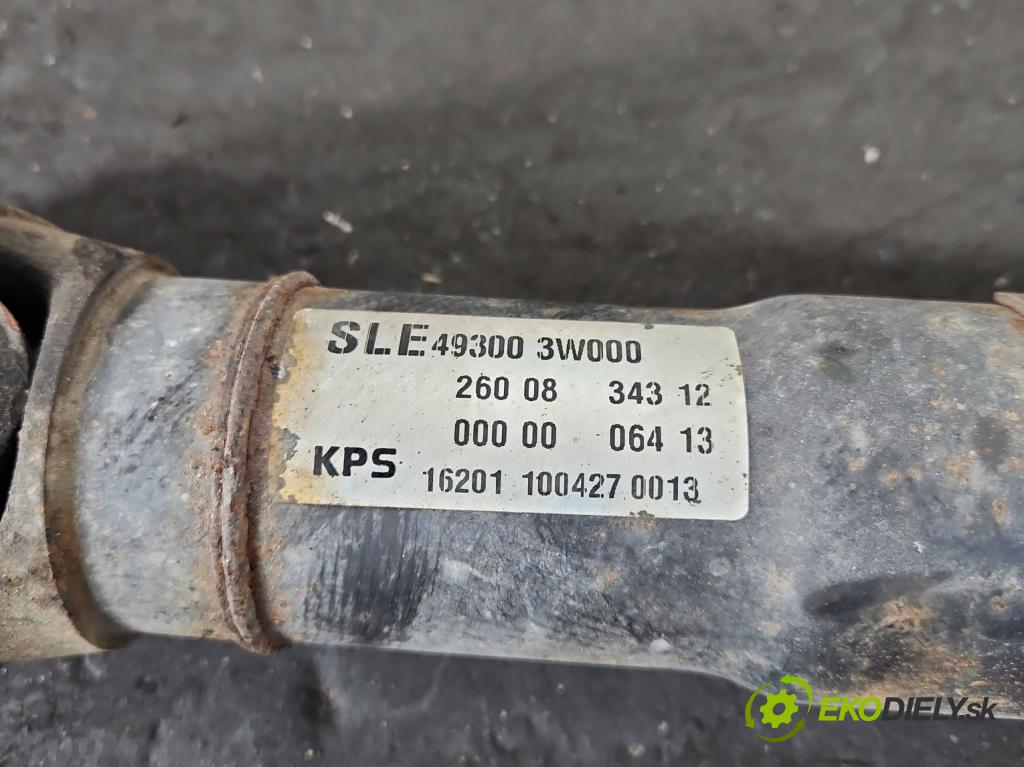 SLE 49300 3W000
260 08 343 12
000 00 064 13
KPS 16201 100427 0013
EKODIELY.sk